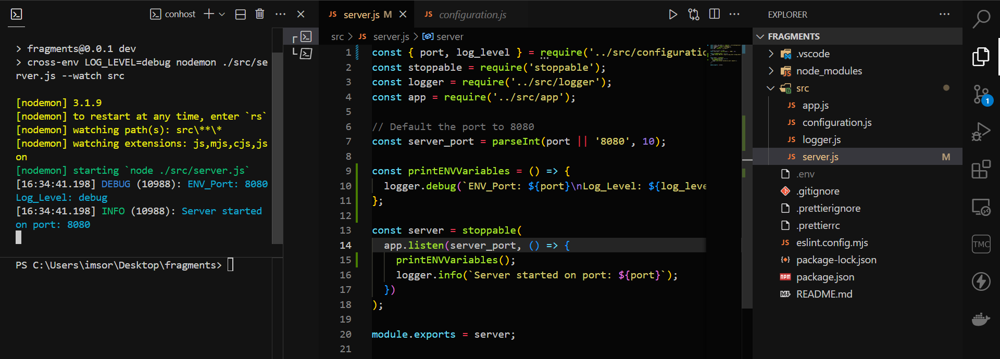 conhost
> fragments@0.0.1 dev
> cross-env LOG_LEVEL=debug nodemon ./src/se
rver.js --watch src
[nodemon] 3.1.9
[nodemon] to restart at any time, enter `rs`
[nodemon] watching path(s): src\**\*
[nodemon] watching extensions: js,mjs,cjs,js
on
[nodemon] starting `node ./src/server.js`
[16:34:41.198] DEBUG (10988): ENV_Port: 8080
Log_Level: debug
[16:34:41.198] INFO (10988): Server started
on port: 8080
PS C:\Users\imsor\Desktop\fragments>
JS server.js M
JS configuration.js
src > JS server.js > server
1 const { port, log_level } = require('../src/configuratio
2 const stoppable = require('stoppable');
3 const logger = require('../src/logger');
4 const app = require('../src/app');
5
6 // Default the port to 8080
7 const server_port = parseInt(port || '8080', 10);
8
9 const printENVVariables = () => {
10 logger.debug(`ENV_Port: ${port}\nLog_Level: ${log_leve
11 };
12
13 const server = stoppable(
14 app.listen(server_port, () => {
15 printENVVariables();
16 logger.info(`Server started on port: ${port}`);
17 })
18 );
19
20 module.exports = server;
21
EXPLORER
FRAGMENTS
.vscode
node_modules
src
JS app.js
JS configuration.js
JS logger.js
JS server.js M
.env
.gitignore
.prettierignore
.prettierrc
JS eslint.config.mjs
package-lock.json
npm package.json
README.md
1
TMC